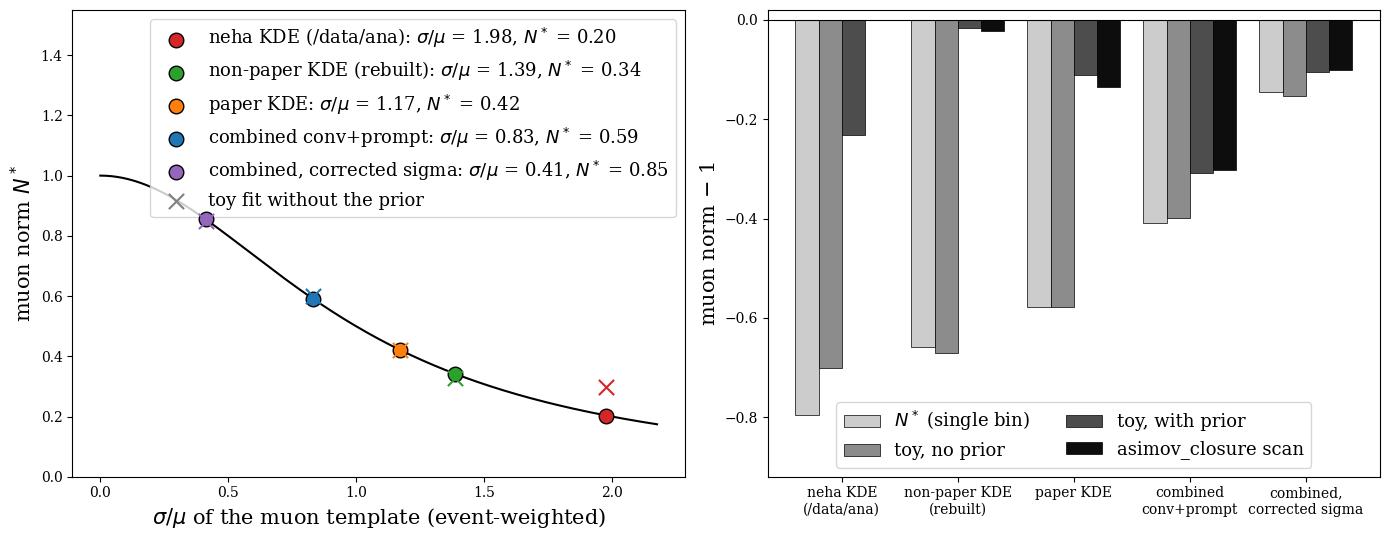 neha KDE (/data/ana): σ/μ = 1.98, N* = 0.20
non-paper KDE (rebuilt): σ/μ = 1.39, N* = 0.34
paper KDE: σ/μ = 1.17, N* = 0.42
combined conv+prompt: σ/μ = 0.83, N* = 0.59
combined, corrected sigma: σ/μ = 0.41, N* = 0.85
toy fit without the prior
muon norm N*
1.4
1.2
1.0
0.8
0.6
0.4
0.2
0.0
0.0 0.5 1.0 1.5 2.0
σ/μ of the muon template (event-weighted)
muon norm − 1
0.0
−0.2
−0.4
−0.6
−0.8
N* (single bin)
toy, no prior
toy, with prior
asimov_closure scan
neha KDE
(/data/ana)
non-paper KDE
(rebuilt)
paper KDE
combined
conv+prompt
combined,
corrected sigma